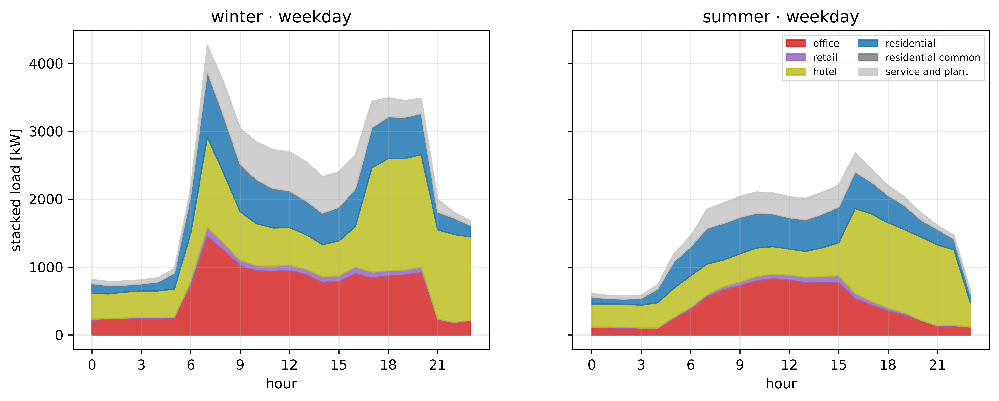 winter · weekday
stacked load [kW]
4000
3000
2000
1000
0
0 3 6 9 12 15 18 21
hour
summer · weekday
office
retail
hotel
residential
residential common
service and plant
0 3 6 9 12 15 18 21
hour